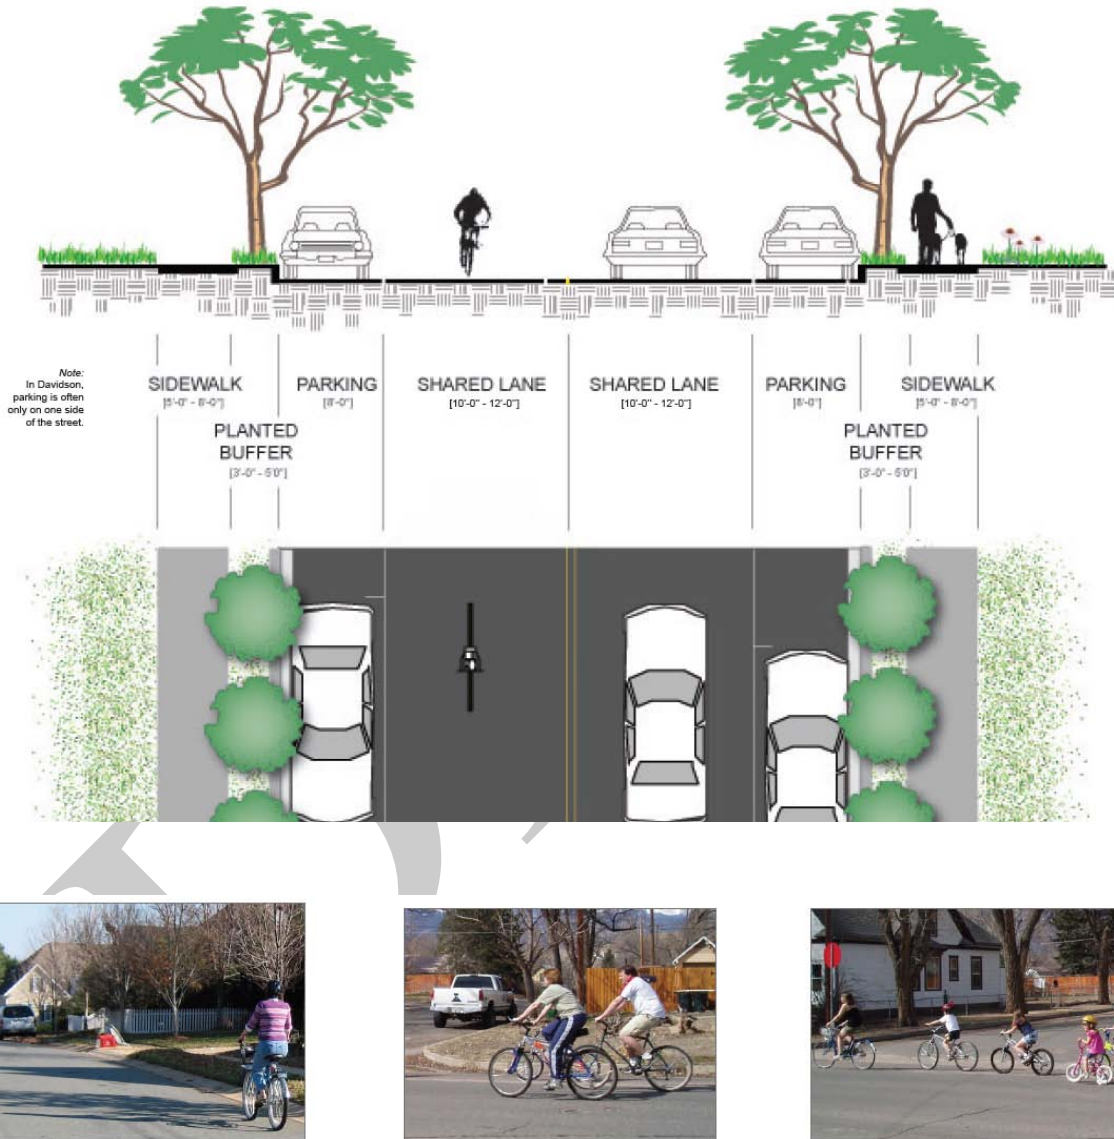 Note:
In Davidson,
parking is often
only on one side
of the street.
SIDEWALK
[5'-0" - 8'-0"]
PARKING
[8'-0"]
SHARED LANE
[10'-0" - 12'-0"]
SHARED LANE
[10'-0" - 12'-0"]
PARKING
[8'-0"]
SIDEWALK
[5'-0" - 8'-0"]
PLANTED
BUFFER
[3'-0" - 5'0"]
PLANTED
BUFFER
[3'-0" - 5'0"]